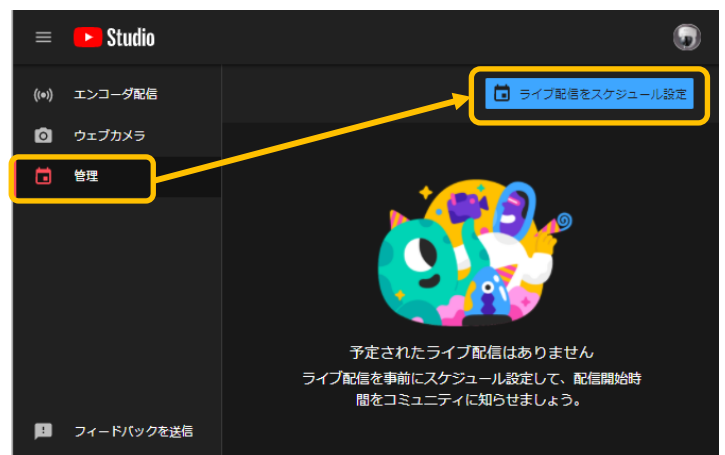 Studio
ライブ配信をスケジュール設定
エンコーダ配信
ウェブカメラ
管理
予定されたライブ配信はありません
ライブ配信を事前にスケジュール設定して、配信開始時
間をコミュニティに知らせましょう。
フィードバックを送信